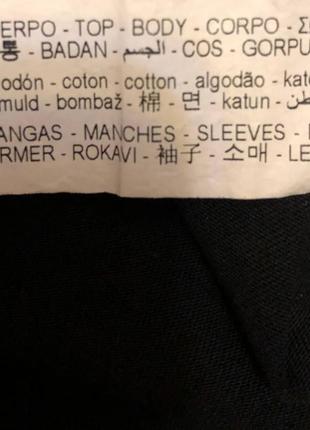 ERPO - TOP - BODY - CORPO - Σ
통 - BADAN - الجسم - COS - GORPU
odón - coton - cotton - algodão - kat
muld - bombaž - 棉 - 면 - katun -
ANGAS - MANCHES - SLEEVES -
ERMER - ROKAVI - 袖子 - 소매 - LE